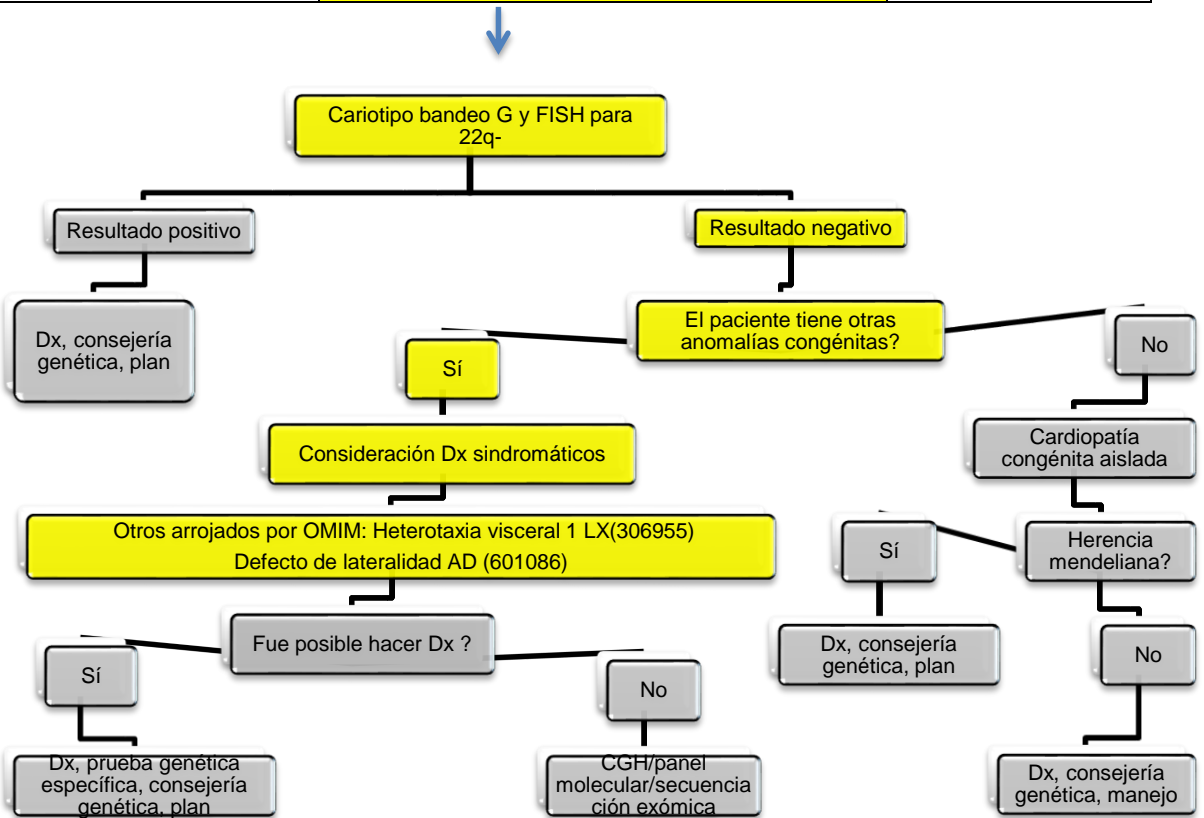 Cariotipo bandeo G y FISH para
22q-
Resultado positivo
Resultado negativo
Dx, consejería
genética, plan
El paciente tiene otras
anomalías congénitas?
Sí
No
Consideración Dx sindromáticos
Cardiopatía
congénita aislada
Otros arrojados por OMIM: Heterotaxia visceral 1 LX(306955)
Defecto de lateralidad AD (601086)
Sí
Herencia
mendeliana?
Fue posible hacer Dx ?
Dx, consejería
genética, plan
No
Sí
No
Dx, prueba genética
específica, consejería
genética, plan
CGH/panel
molecular/secuencia
ción exómica
Dx, consejería
genética, manejo